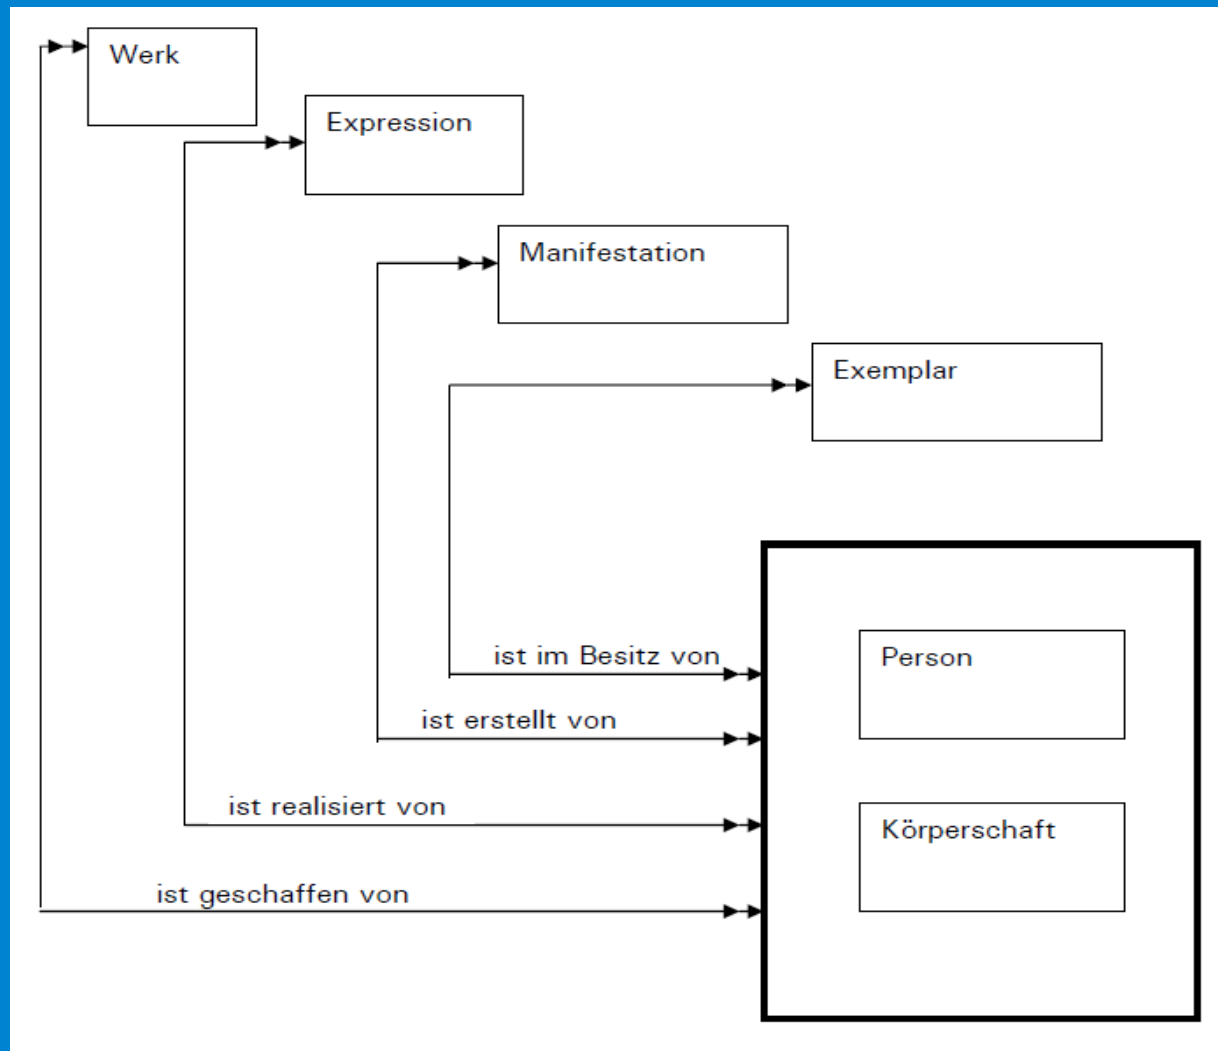 Werk
Expression
Manifestation
Exemplar
ist im Besitz von
Person
ist erstellt von
ist realisiert von
Körperschaft
ist geschaffen von